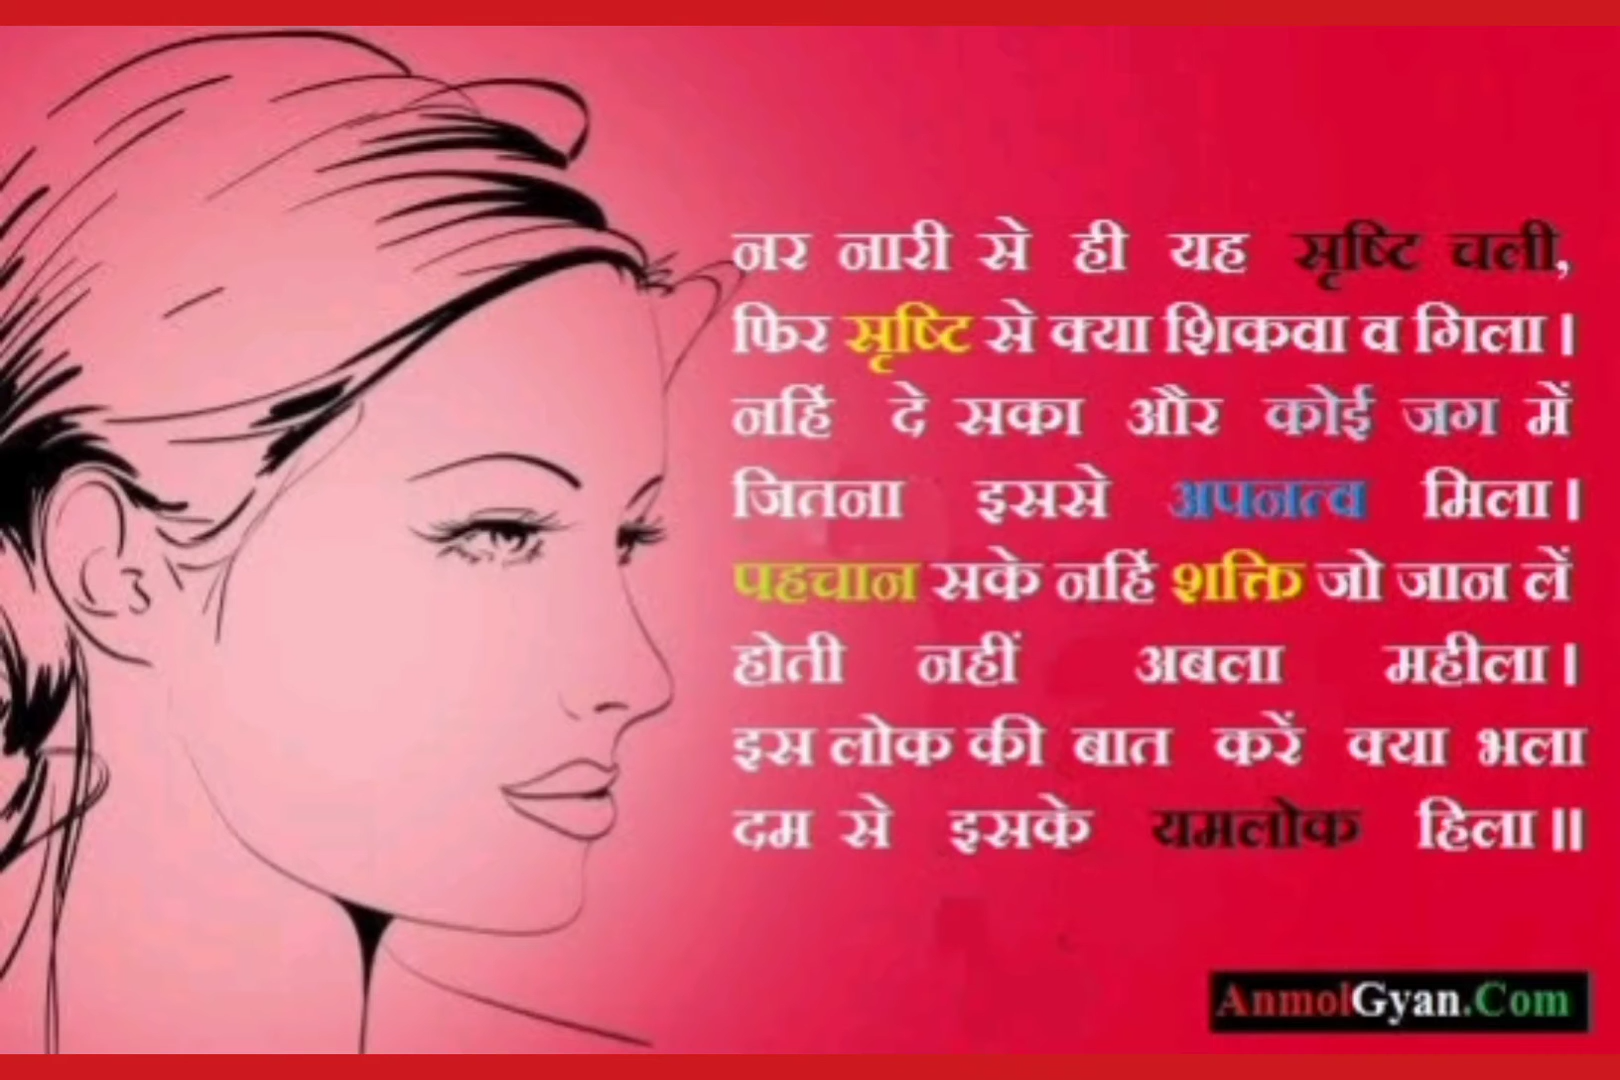 नर नारी से ही यह सृष्टि चली,
फिर सृष्टि से क्या शिकवा व गिला।
नहिं दे सका और कोई जग में
जितना इससे अपनत्व मिला।
पहचान सके नहिं शक्ति जो जान लें
होती नहीं अबला महीला।
इस लोक की बात करें क्या भला
दम से इसके यमलोक हिला॥
AnmolGyan.Com